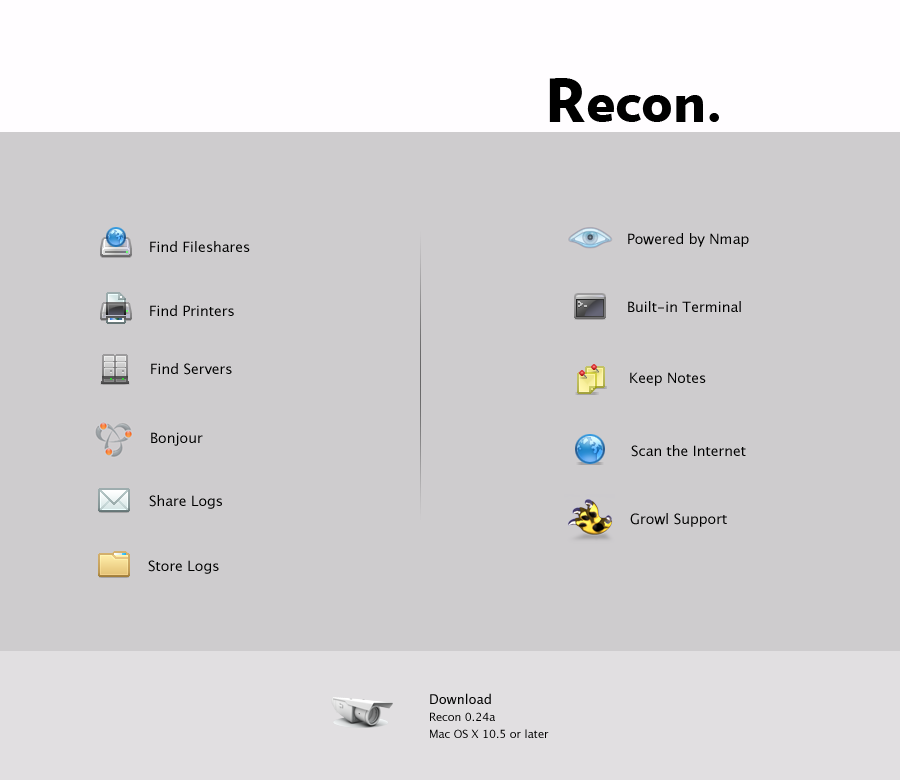 Recon.
Find Fileshares
Find Printers
Find Servers
Bonjour
Share Logs
Store Logs
Powered by Nmap
Built-in Terminal
Keep Notes
Scan the Internet
Growl Support
Download
Recon 0.24a
Mac OS X 10.5 or later